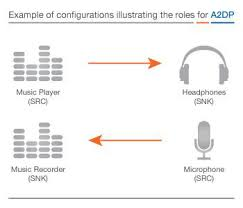 Example of configurations illustrating the roles for A2DP
Music Player
(SRC)
Headphones
(SNK)
Music Recorder
(SNK)
Microphone
(SRC)